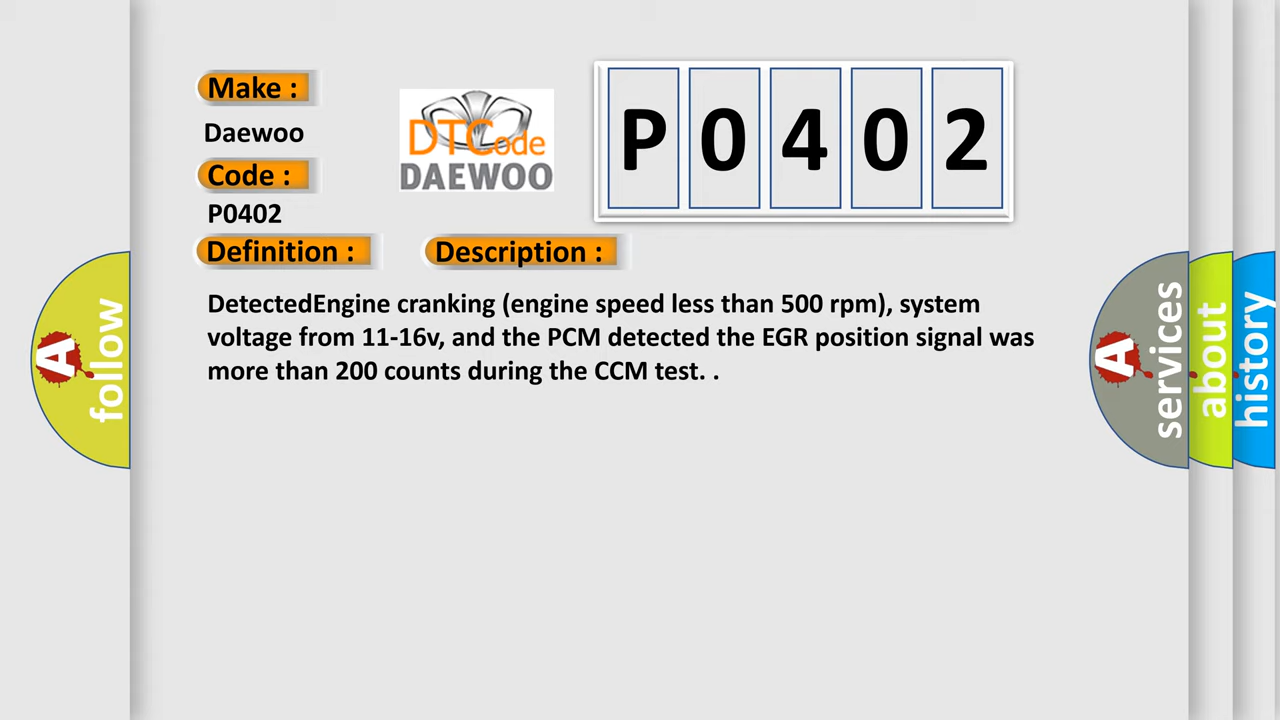 Make :
Daewoo
Code :
P0402
Definition :
Description :
DTCode
DAEWOO
P0402
DetectedEngine cranking (engine speed less than 500 rpm), system
voltage from 11-16v, and the PCM detected the EGR position signal was
more than 200 counts during the CCM test. .
A
follow
A
services
about
history